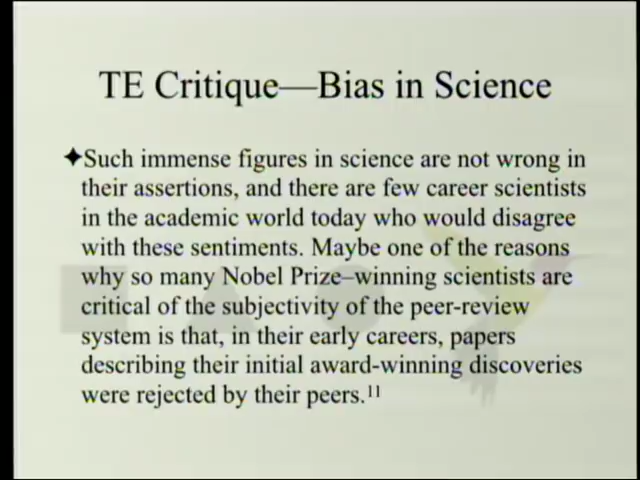 TE Critique—Bias in Science
✦Such immense figures in science are not wrong in
their assertions, and there are few career scientists
in the academic world today who would disagree
with these sentiments. Maybe one of the reasons
why so many Nobel Prize–winning scientists are
critical of the subjectivity of the peer-review
system is that, in their early careers, papers
describing their initial award-winning discoveries
were rejected by their peers.¹¹